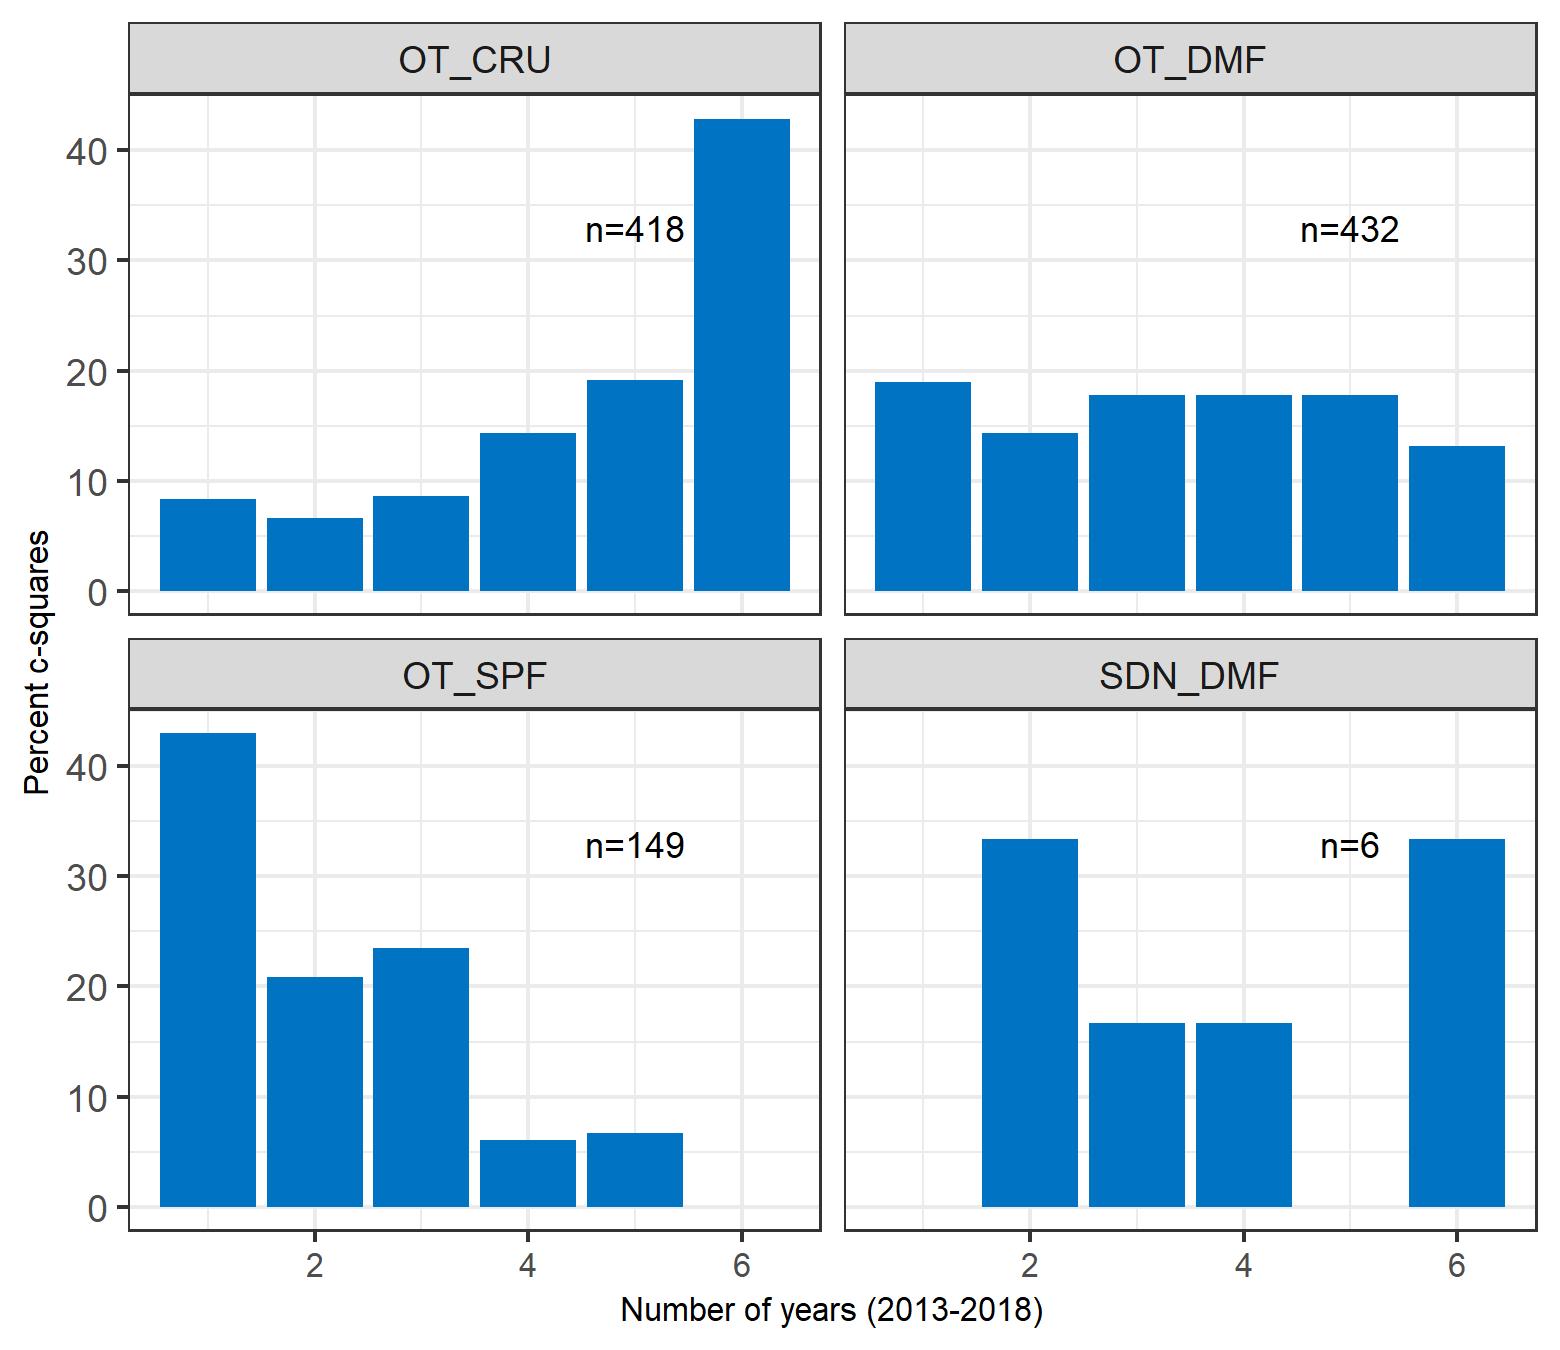 OT_CRU
OT_DMF
40
30
20
10
0
n=418
n=432
OT_SPF
SDN_DMF
40
30
20
10
0
n=149
n=6
2
4
6
2
4
6
Percent c-squares
Number of years (2013-2018)